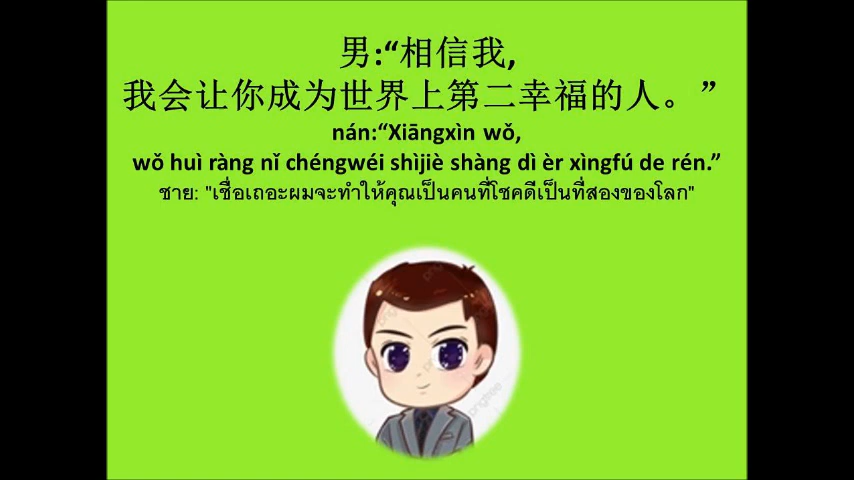 男:“相信我,
我会让你成为世界上第二幸福的人。”
nán:“Xiāngxìn wǒ,
wǒ huì ràng nǐ chéngwéi shìjiè shàng dì èr xìngfú de rén.”
ชาย: "เชื่อเถอะผมจะทำให้คุณเป็นคนที่โชคดีเป็นที่สองของโลก"
pngtree